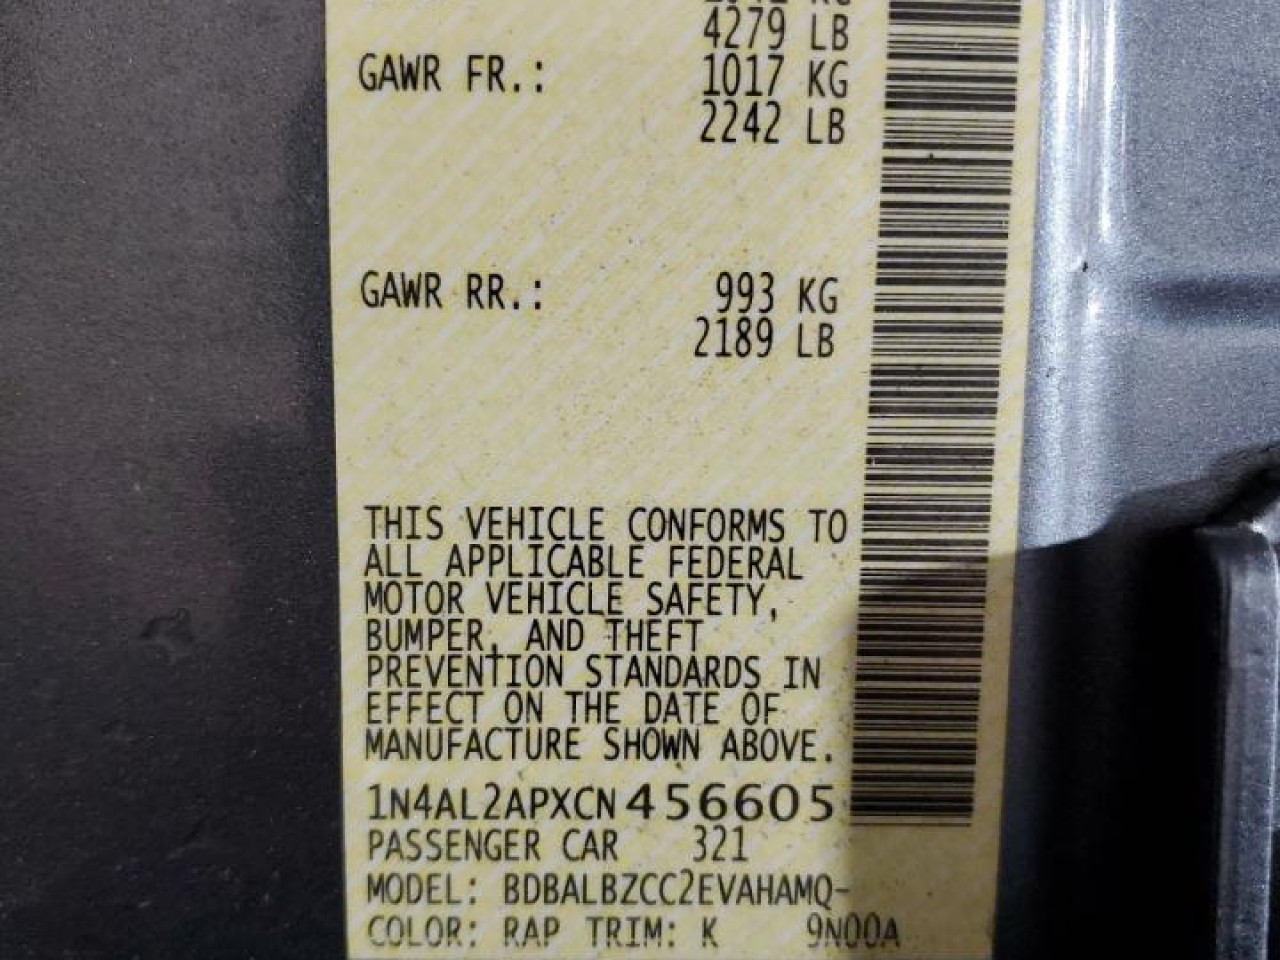 4279 LB
GAWR FR.: 1017 KG
2242 LB
GAWR RR.: 993 KG
2189 LB
THIS VEHICLE CONFORMS TO
ALL APPLICABLE FEDERAL
MOTOR VEHICLE SAFETY,
BUMPER, AND THEFT
PREVENTION STANDARDS IN
EFFECT ON THE DATE OF
MANUFACTURE SHOWN ABOVE.
1N4AL2APXCN456605
PASSENGER CAR 321
MODEL: BDBALBZCC2EVAHAMQ-
COLOR: RAP TRIM: K 9N00A